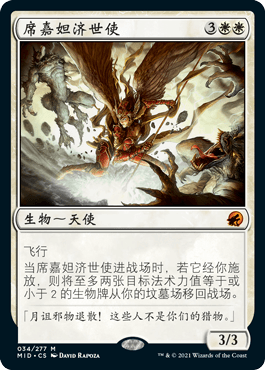 席嘉妲济世使 3
生物～天使
飞行
当席嘉妲济世使进战场时，若它经你施
放，则将至多两张目标法术力值等于或
小于 2 的生物牌从你的坟墓场移回战场。
「月诅邪物退散！这些人不是你们的猎物。」
3/3
034/277 M
MID • CS DAVID RAPOZA
™ & © 2021 Wizards of the Coast